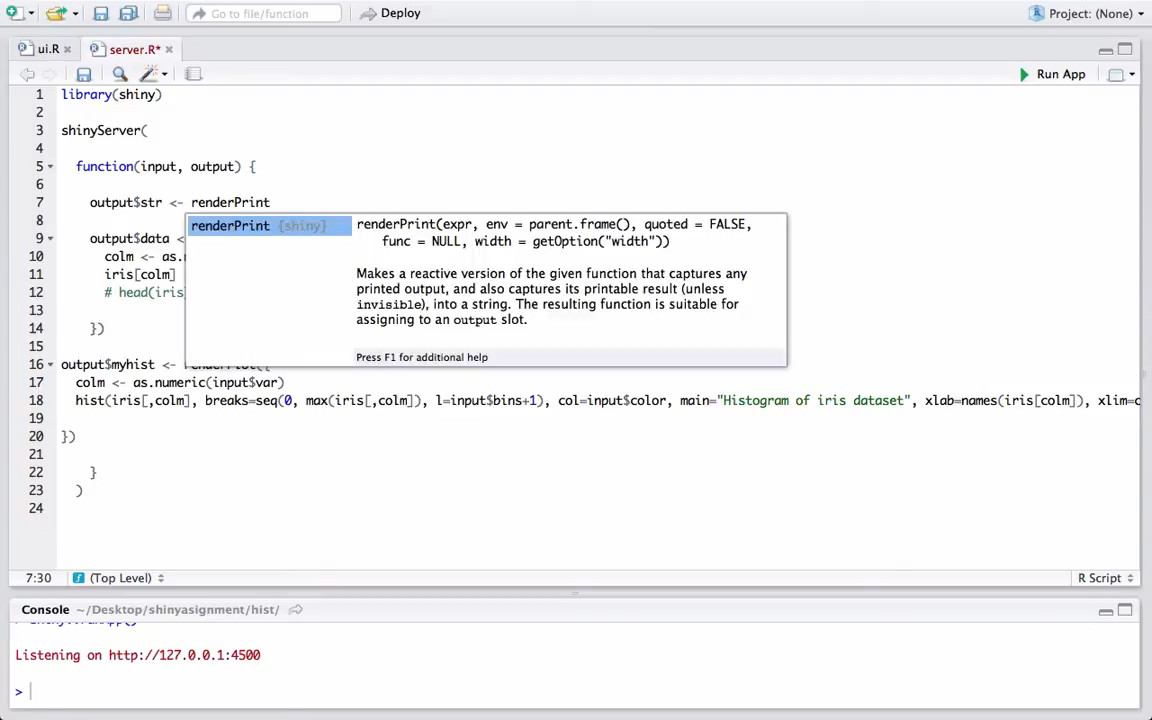 Go to file/function
Deploy
Project: (None)
ui.R
server.R*
Run App
1 library(shiny)
2
3 shinyServer(
4
5 function(input, output) {
6
7 output$str <- renderPrint
8
9 output$data <
10 colm <- as.
11 iris[colm]
12 # head(iris
13
14 })
15
16 output$myhist <- renderPlot({
17 colm <- as.numeric(input$var)
18 hist(iris[,colm], breaks=seq(0, max(iris[,colm]), l=input$bins+1), col=input$color, main="Histogram of iris dataset", xlab=names(iris[colm]), xlim=c
19
20 })
21
22 }
23 )
24
renderPrint {shiny}
renderPrint(expr, env = parent.frame(), quoted = FALSE,
func = NULL, width = getOption("width"))
Makes a reactive version of the given function that captures any
printed output, and also captures its printable result (unless
invisible), into a string. The resulting function is suitable for
assigning to an output slot.
Press F1 for additional help
7:30
(Top Level)
R Script
Console ~/Desktop/shinyasignment/hist/
Listening on http://127.0.0.1:4500
>